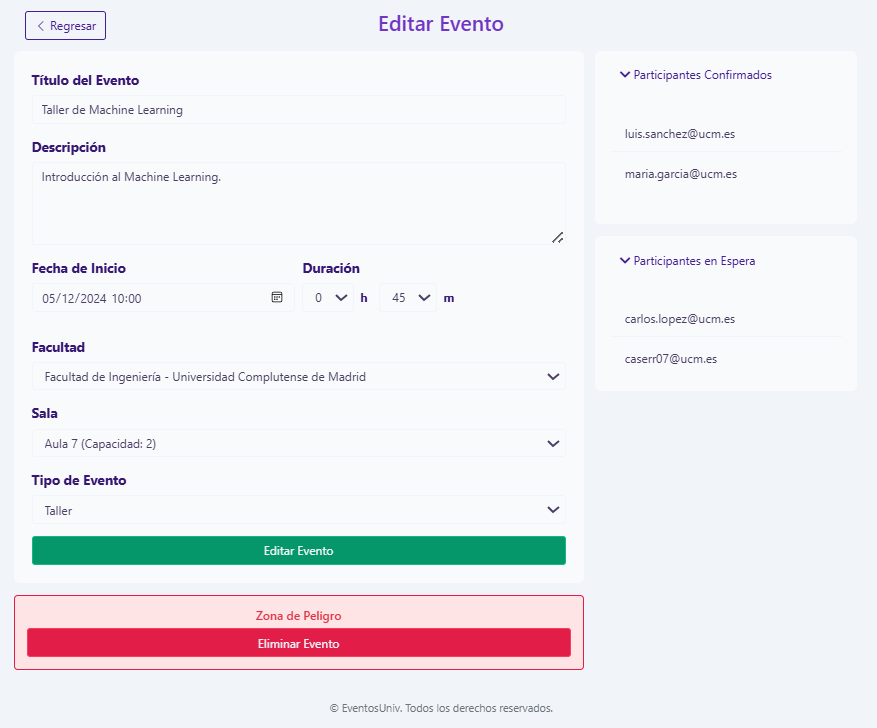 Regresar
Editar Evento
Título del Evento
Taller de Machine Learning
Descripción
Introducción al Machine Learning.
Fecha de Inicio
Duración
05/12/2024 10:00
0 h 45 m
Facultad
Facultad de Ingeniería - Universidad Complutense de Madrid
Sala
Aula 7 (Capacidad: 2)
Tipo de Evento
Taller
Editar Evento
Zona de Peligro
Eliminar Evento
Participantes Confirmados
luis.sanchez@ucm.es
maria.garcia@ucm.es
Participantes en Espera
carlos.lopez@ucm.es
caserr07@ucm.es
© EventosUniv. Todos los derechos reservados.